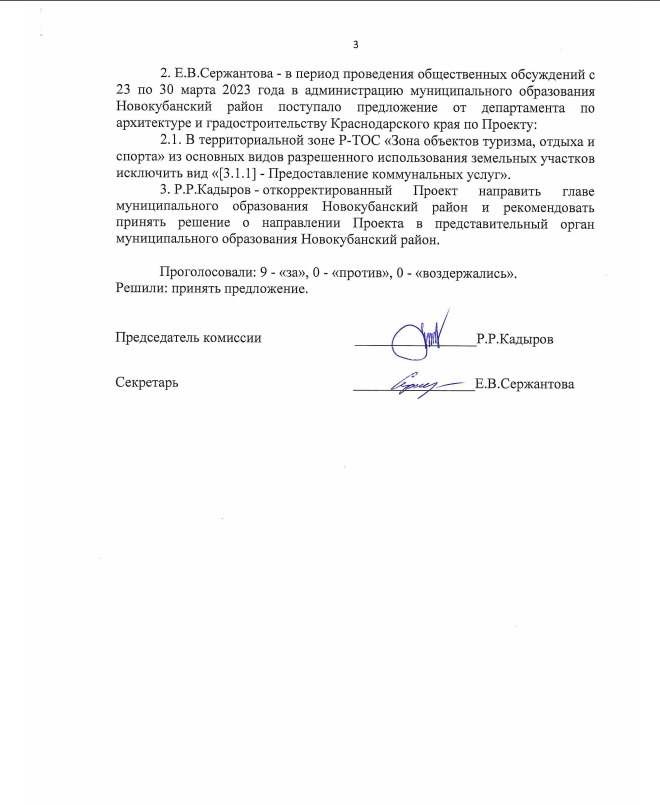 3
2. Е.В.Сержантова - в период проведения общественных обсуждений с
23 по 30 марта 2023 года в администрацию муниципального образования
Новокубанский район поступало предложение от департамента по
архитектуре и градостроительству Краснодарского края по Проекту:
2.1. В территориальной зоне Р-ТОС «Зона объектов туризма, отдыха и
спорта» из основных видов разрешенного использования земельных участков
исключить вид «[3.1.1] - Предоставление коммунальных услуг».
3. Р.Р.Кадыров - откорректированный Проект направить главе
муниципального образования Новокубанский район и рекомендовать
принять решение о направлении Проекта в представительный орган
муниципального образования Новокубанский район.
Проголосовали: 9 - «за», 0 - «против», 0 - «воздержались».
Решили: принять предложение.
Председатель комиссии Р.Р.Кадыров
Секретарь Е.В.Сержантова